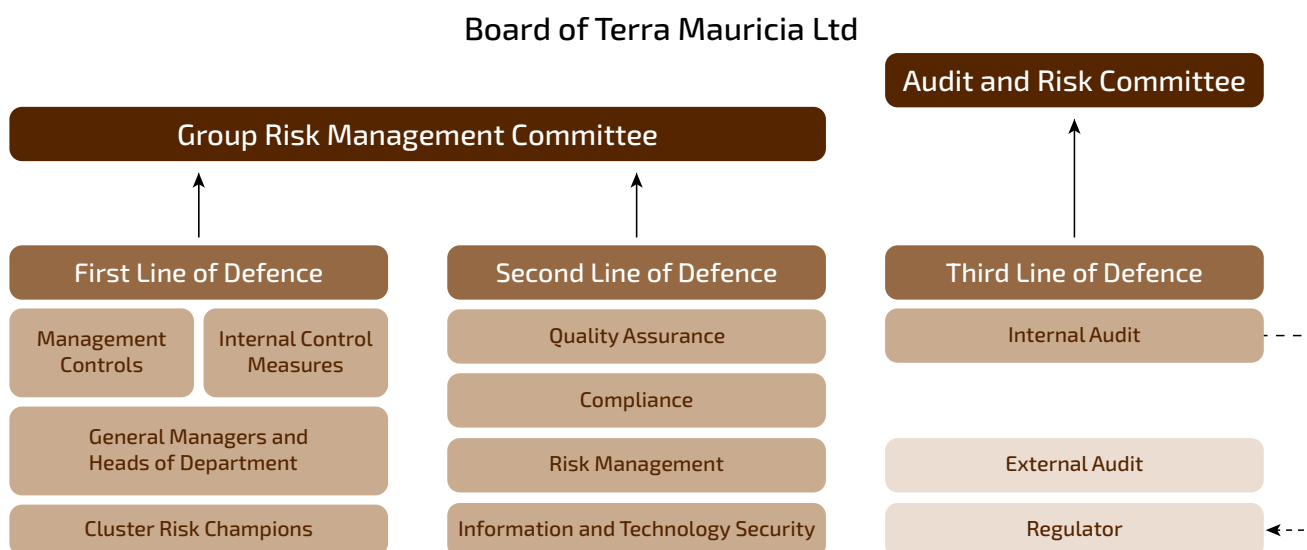 Board of Terra Mauricia Ltd
Audit and Risk Committee
Group Risk Management Committee
First Line of Defence
Management
Controls
Internal Control
Measures
General Managers and
Heads of Department
Cluster Risk Champions
Second Line of Defence
Quality Assurance
Compliance
Risk Management
Information and Technology Security
Third Line of Defence
Internal Audit
External Audit
Regulator